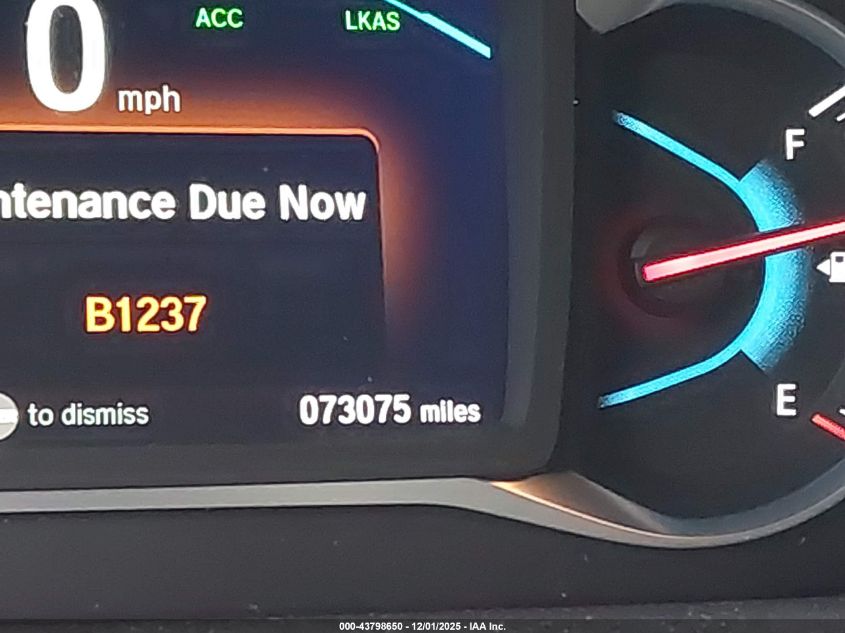 ACC LKAS
0 mph
ntenance Due Now
B1237
to dismiss
073075 miles
F
E
000-43798650 - 12/01/2025 - IAA Inc.